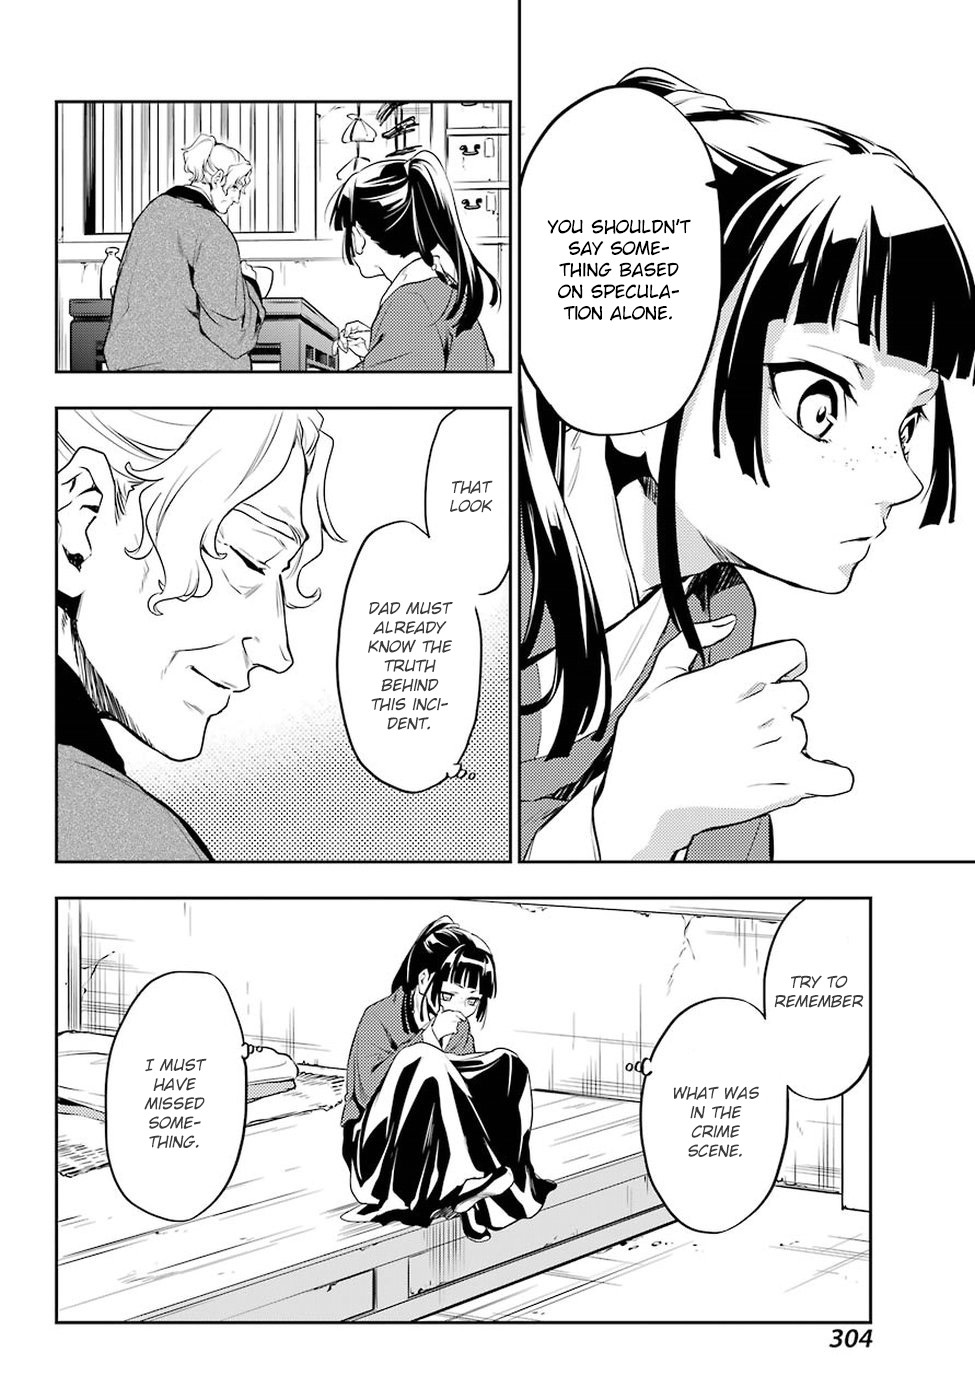 YOU SHOULDN'T
SAY SOME-
THING BASED
ON SPECULA-
TION ALONE.
THAT
LOOK
DAD MUST
ALREADY
KNOW THE
TRUTH
BEHIND
THIS INCI-
DENT.
TRY TO
REMEMBER
WHAT WAS
IN THE
CRIME
SCENE.
I MUST
HAVE
MISSED
SOME-
THING.
304